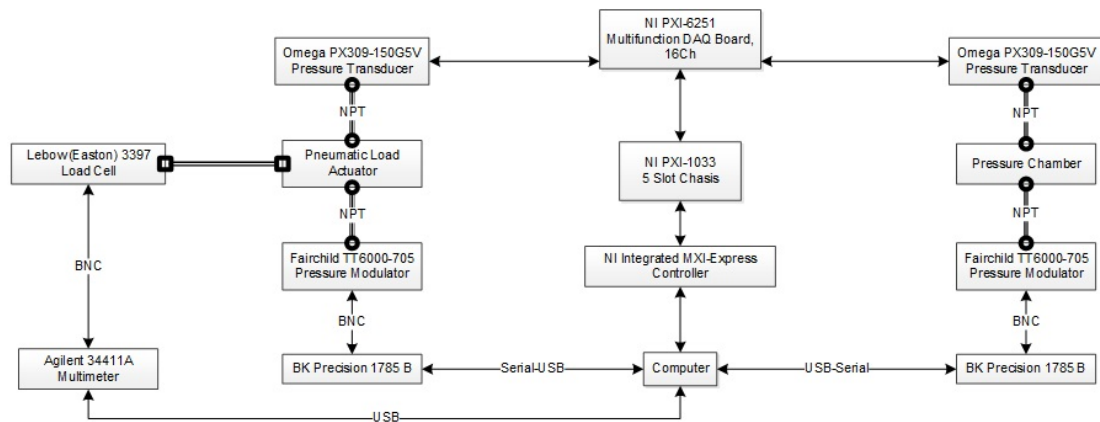 NI PXI-6251
Multifunction DAQ Board,
16Ch
Omega PX309-150G5V
Pressure Transducer
Omega PX309-150G5V
Pressure Transducer
NPT
NPT
Lebow(Easton) 3397
Load Cell
Pneumatic Load
Actuator
NI PXI-1033
5 Slot Chasis
Pressure Chamber
NPT
NPT
BNC
Fairchild TT6000-705
Pressure Modulator
NI Integrated MXI-Express
Controller
Fairchild TT6000-705
Pressure Modulator
BNC
BNC
Agilent 34411A
Multimeter
BK Precision 1785 B
Serial-USB
Computer
USB-Serial
BK Precision 1785 B
USB